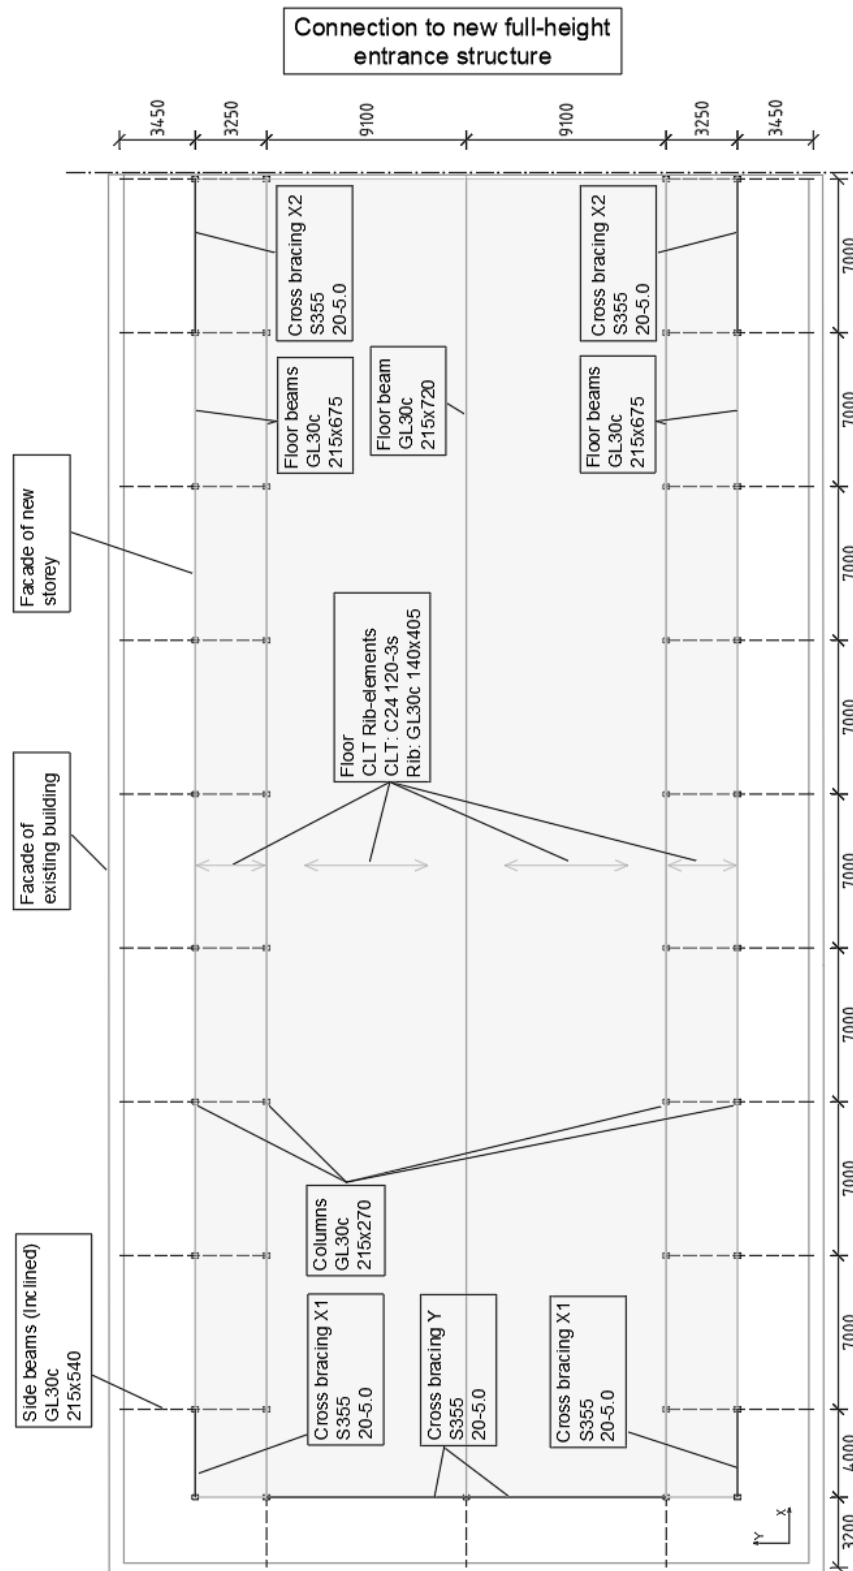 Connection to new full-height
entrance structure
3450
3250
9100
9100
3250
3450
Cross bracing X2
S355
20-5.0
Cross bracing X2
S355
20-5.0
7000
Floor beams
GL30c
215x675
Floor beam
GL30c
215x720
Floor beams
GL30c
215x675
7000
Facade of new
storey
7000
Floor
CLT Rib-elements
CLT: C24 120-3s
Rib: GL30c 140x405
7000
Facade of
existing building
7000
7000
Columns
GL30c
215x270
7000
Side beams (Inclined)
GL30c
215x540
Cross bracing X1
S355
20-5.0
Cross bracing Y
S355
20-5.0
Cross bracing X1
S355
20-5.0
7000
4000
3200
Y
X